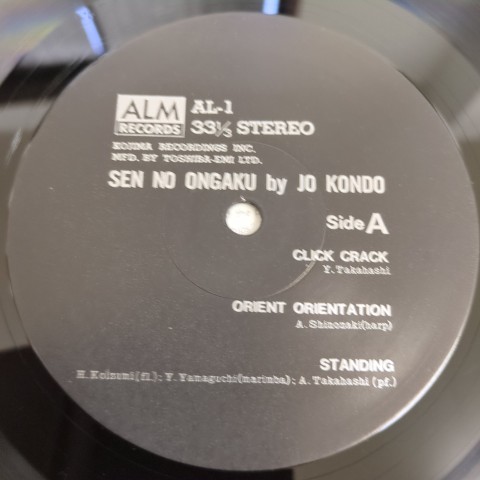 ALM
RECORDS
AL-1
33⅓ STEREO
KOJIMA RECORDINGS INC.
MFD. BY TOSHIBA-EMI LTD.
SEN NO ONGAKU by JO KONDO
Side A
CLICK CRACK
Y. Takahashi
ORIENT ORIENTATION
A. Shinozaki(harp)
STANDING
H. Koizumi(fl.); Y. Yamaguchi(marimba); A. Takahashi (pf.)